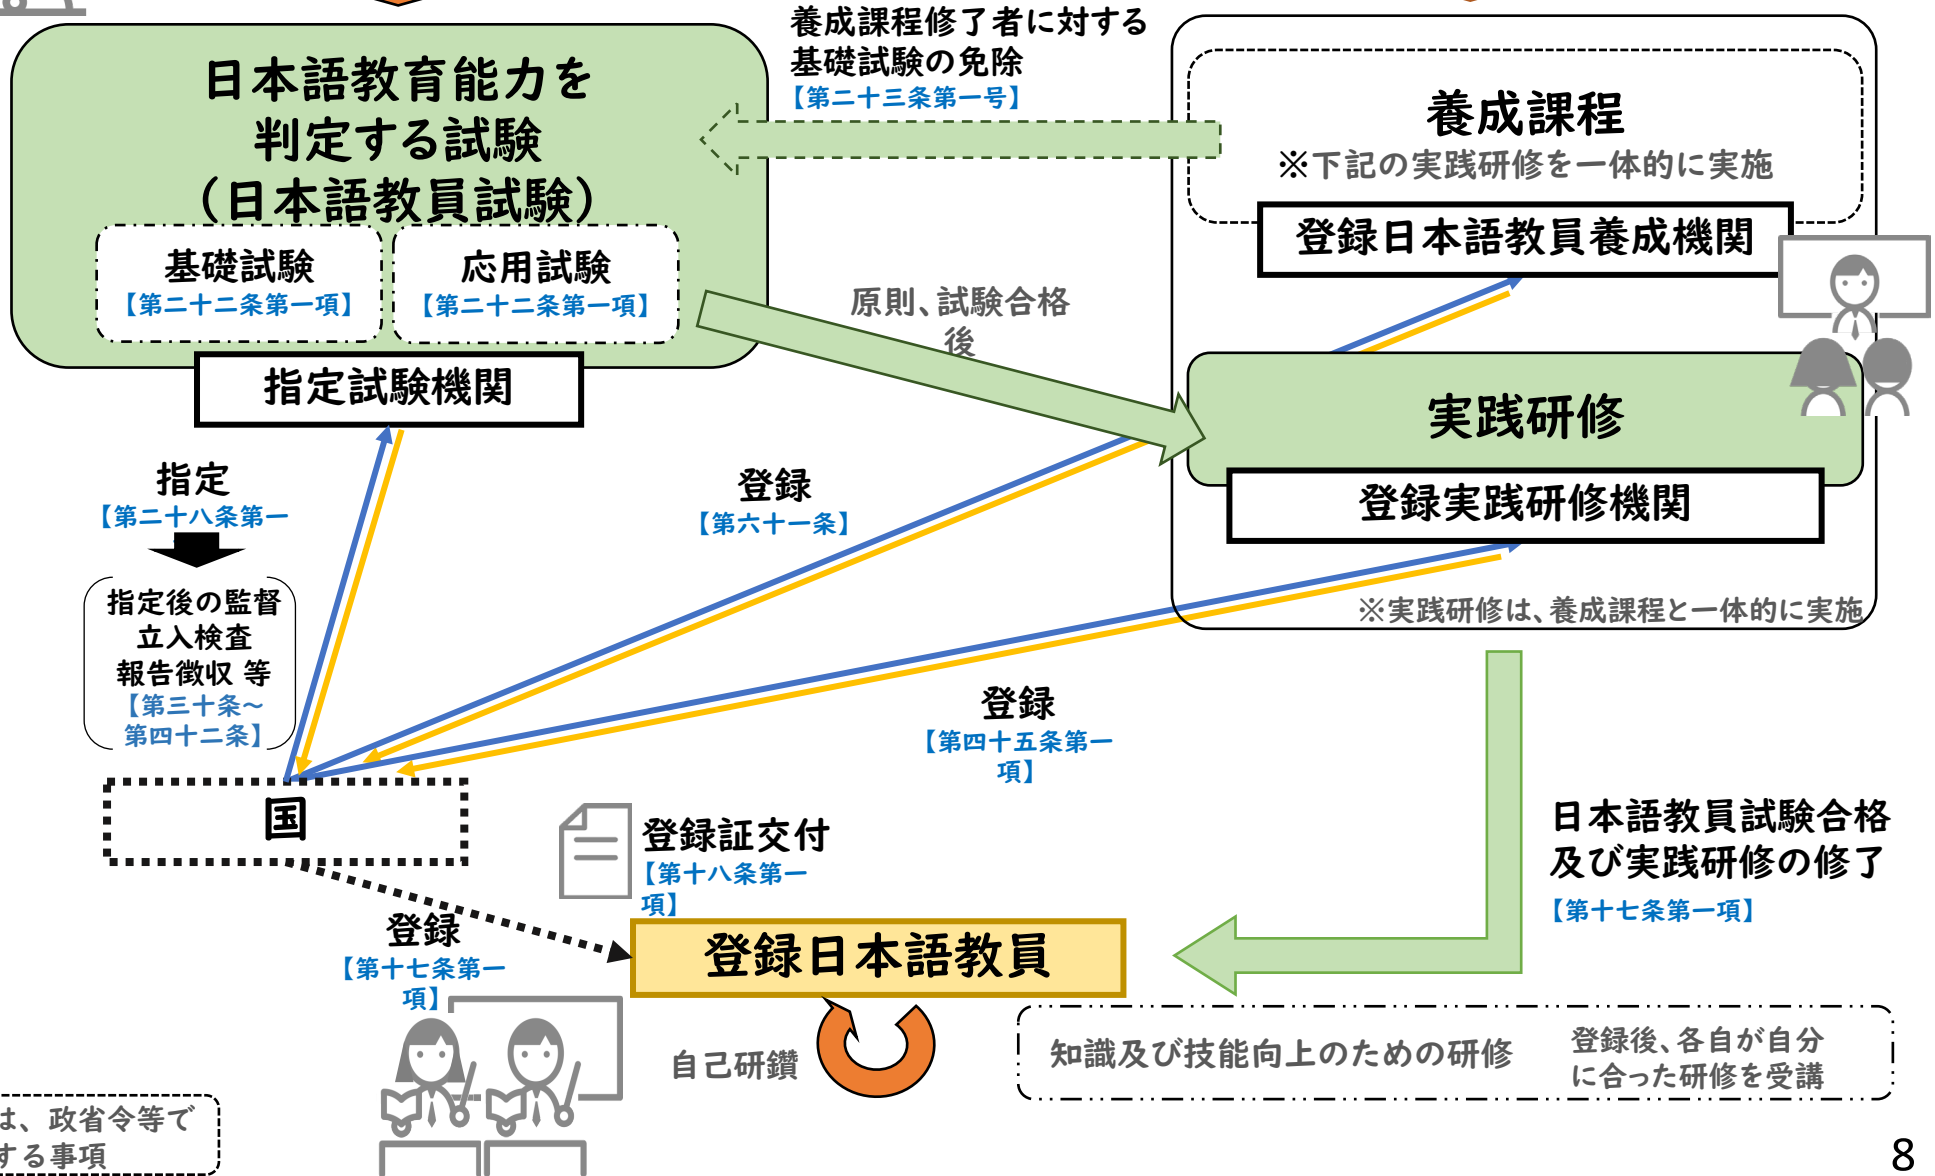 養成課程修了者に対する
基礎試験の免除
【第二十三条第一号】
日本語教育能力を
判定する試験
（日本語教員試験）
基礎試験
【第二十二条第一項】
応用試験
【第二十二条第一項】
指定試験機関
養成課程
※下記の実践研修を一体的に実施
登録日本語教員養成機関
原則、試験合格
後
実践研修
登録実践研修機関
※実践研修は、養成課程と一体的に実施
指定
【第二十八条第一
指定後の監督
立入検査
報告徴収 等
【第三十条～
第四十二条】
登録
【第六十一条】
登録
【第四十五条第一
項】
国
登録証交付
【第十八条第一
項】
登録
【第十七条第一
項】
登録日本語教員
日本語教員試験合格
及び実践研修の修了
【第十七条第一項】
自己研鑽
知識及び技能向上のための研修
登録後、各自が自分
に合った研修を受講
は、政省令等で
する事項
8